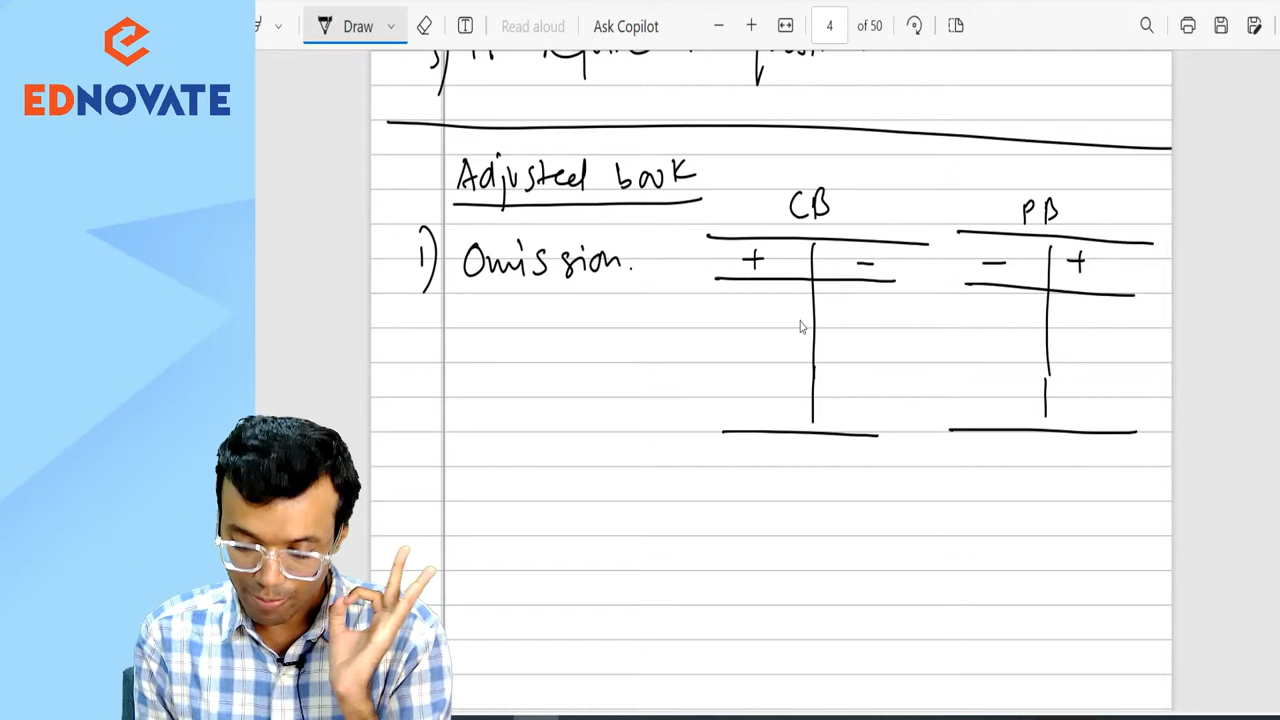 Draw
Read aloud
Ask Copilot
4
of 50
EDNOVATE
Adjusted book
CB
PB
1) Omission.
+
−
−
+